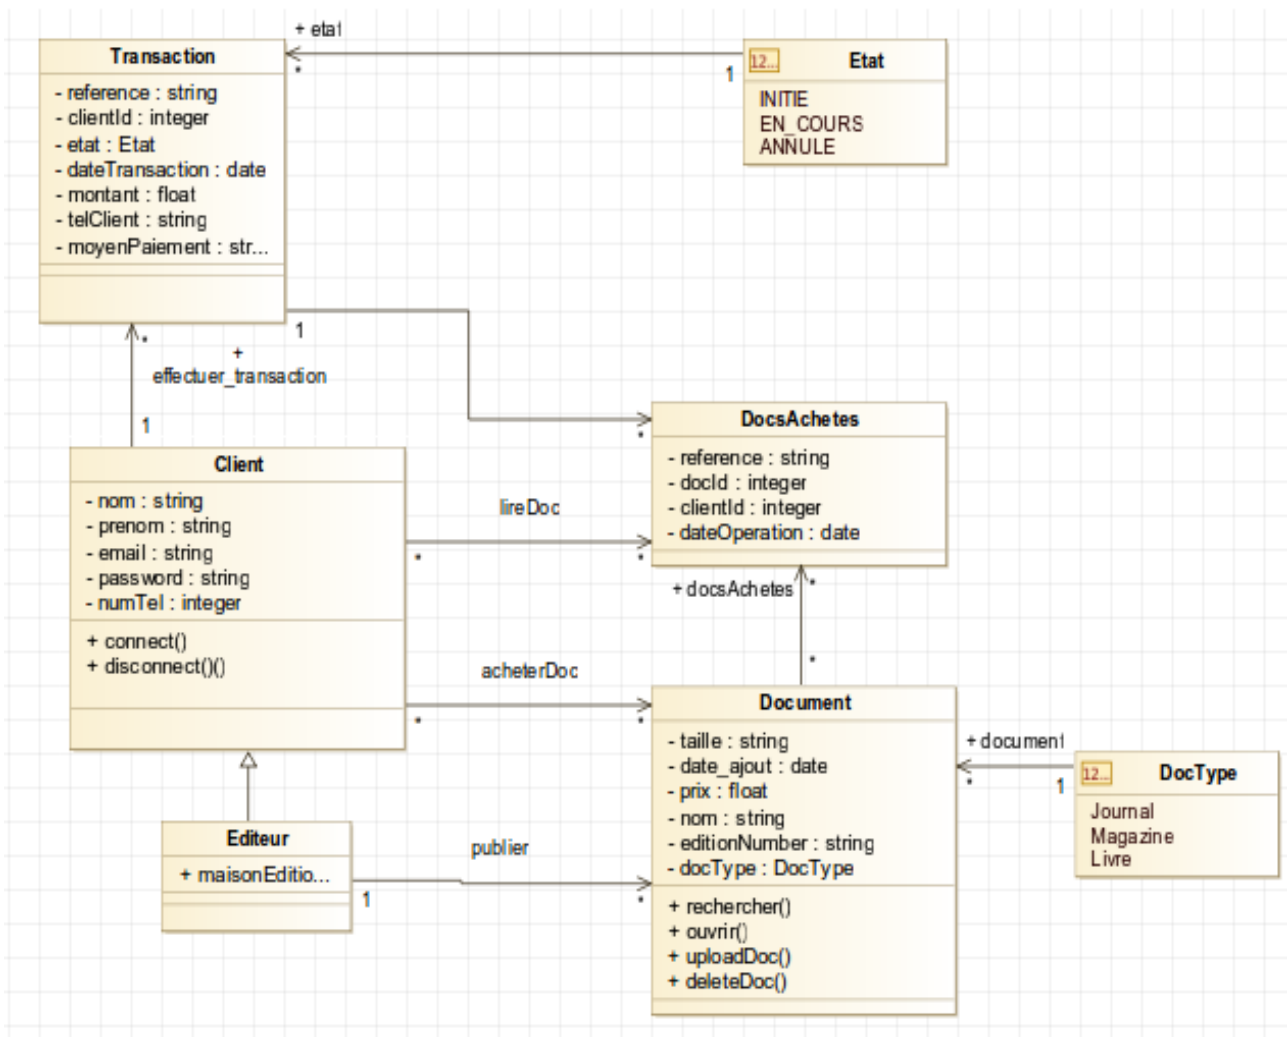 + etat
Transaction
- reference : string
- clientId : integer
- etat : Etat
- dateTransaction : date
- montant : float
- telClient : string
- moyenPaiement : str...
*
1
12...
Etat
INITIE
EN_COURS
ANNULE
1
*
+
effectuer_transaction
1
*
DocsAchetes
- reference : string
- docId : integer
- clientId : integer
- dateOperation : date
Client
- nom : string
- prenom : string
- email : string
- password : string
- numTel : integer
+ connect()
+ disconnect()()
lireDoc
*
*
+ docsAchetes
*
*
acheterDoc
*
*
Document
- taille : string
- date_ajout : date
- prix : float
- nom : string
- editionNumber : string
- docType : DocType
+ rechercher()
+ ouvrir()
+ uploadDoc()
+ deleteDoc()
+ document
*
1
12...
DocType
Journal
Magazine
Livre
Editeur
+ maisonEditio...
publier
1
*